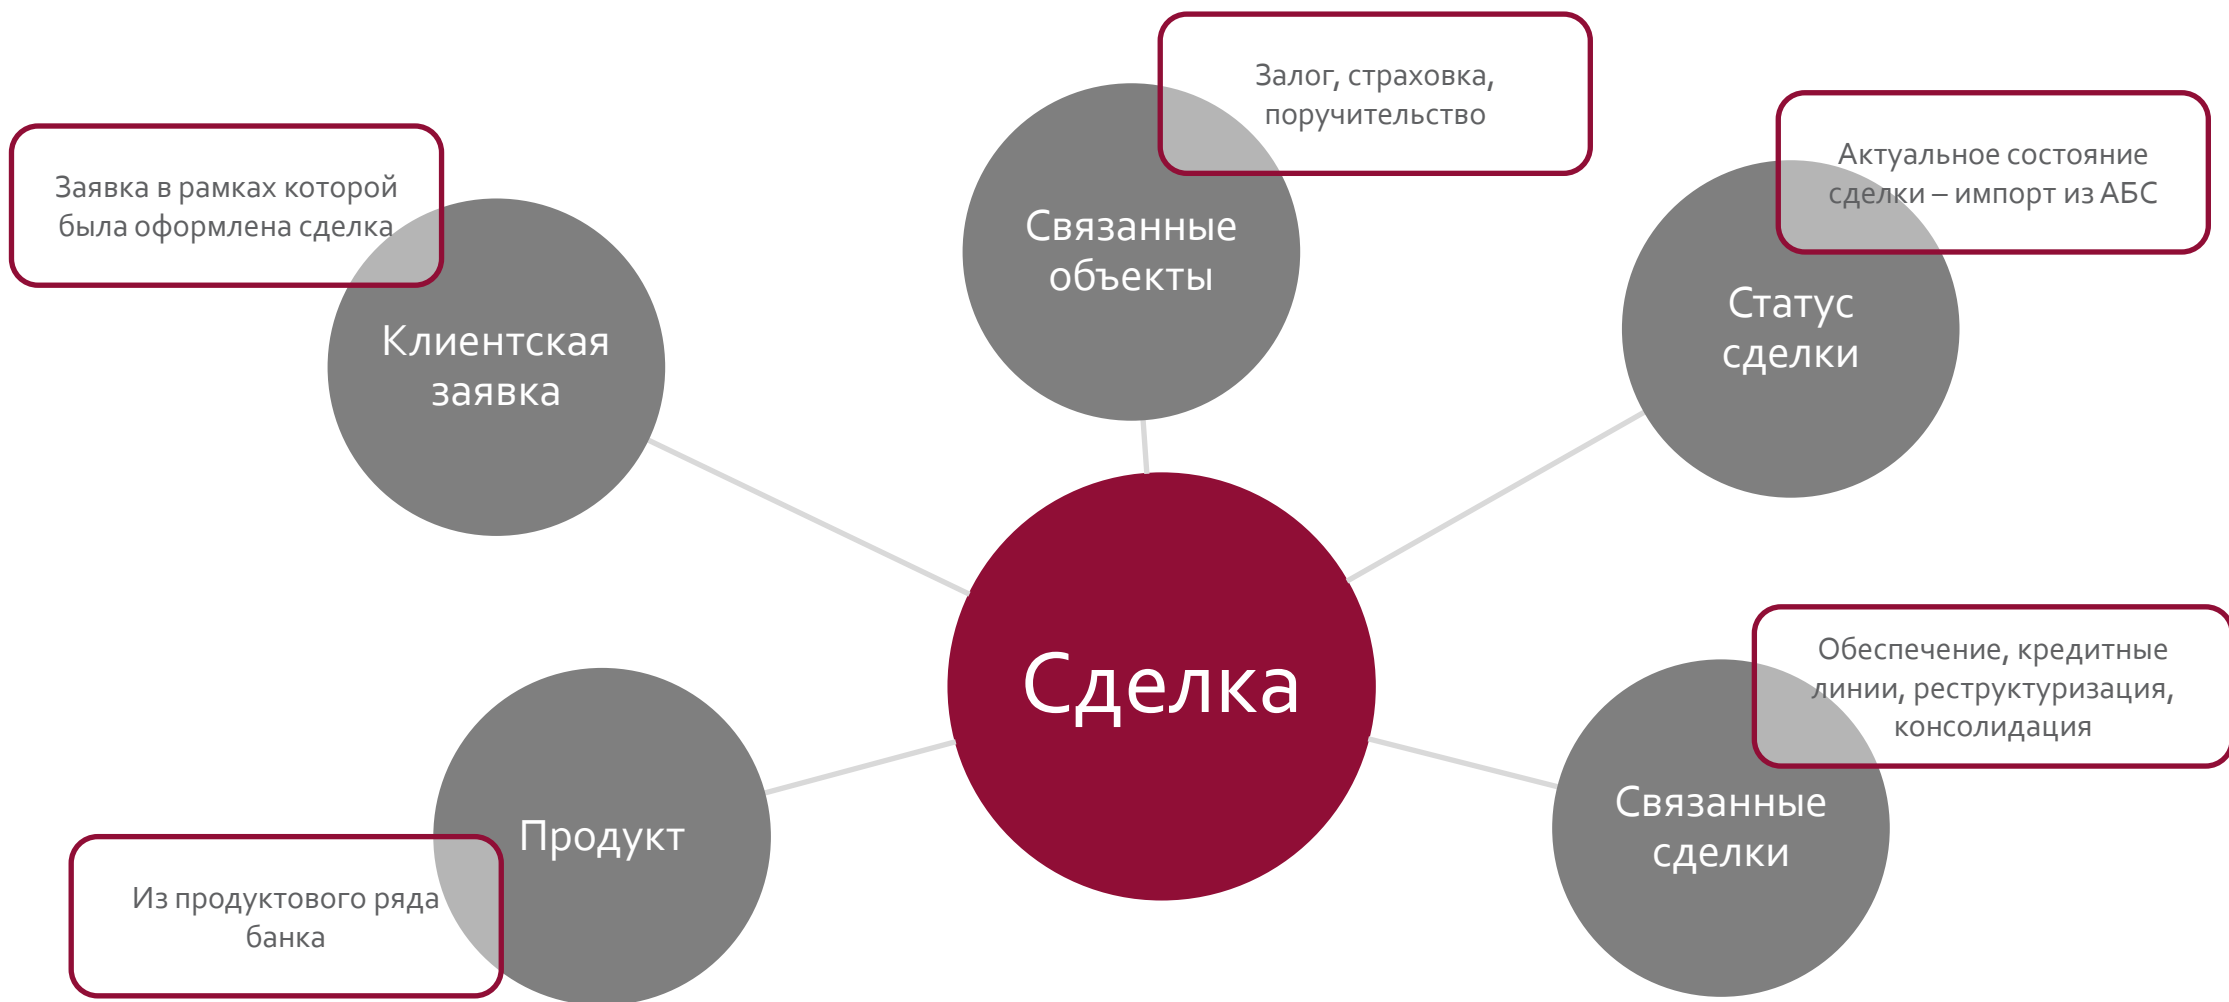 Залог, страховка,
поручительство
Связанные
объекты
Заявка в рамках которой
была оформлена сделка
Клиентская
заявка
Актуальное состояние
сделки – импорт из АБС
Статус
сделки
Сделка
Обеспечение, кредитные
линии, реструктуризация,
консолидация
Связанные
сделки
Продукт
Из продуктового ряда
банка